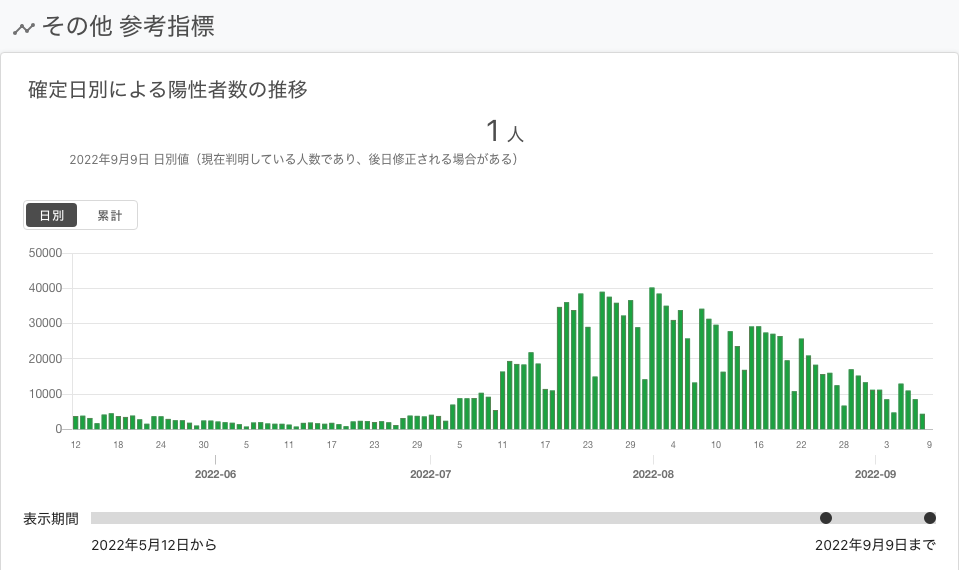 その他 参考指標
確定日別による陽性者数の推移
1 人
2022年9月9日 日別値（現在判明している人数であり、後日修正される場合がある）
日別 累計
50000
40000
30000
20000
10000
0
12 18 24 30 5 11 17 23 29 5 11 17 23 29 4 10 16 22 28 3 9
2022-06 2022-07 2022-08 2022-09
表示期間
2022年5月12日から 2022年9月9日まで